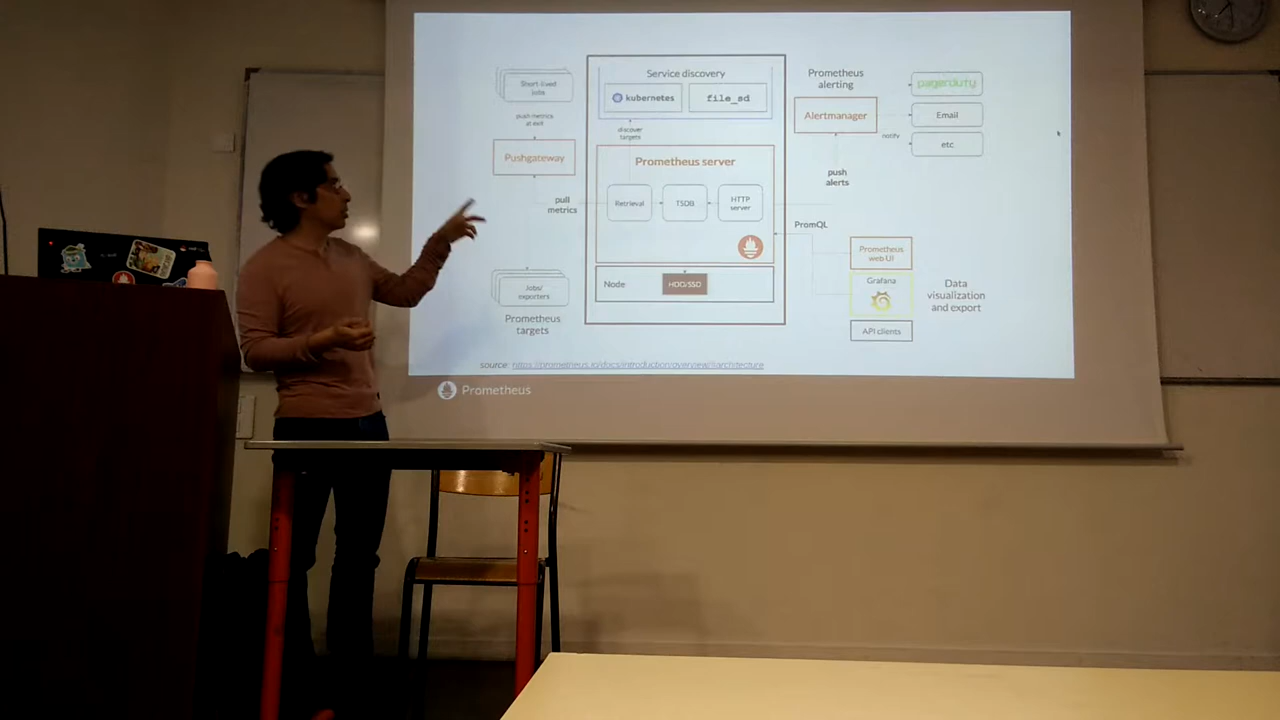 Short-lived
jobs
push metrics
at exit
Pushgateway
pull
metrics
Jobs/
exporters
Prometheus
targets
Service discovery
kubernetes
file_sd
discover
targets
Prometheus server
Retrieval
TSDB
HTTP
server
Node
HDD/SSD
Prometheus
alerting
Alertmanager
notify
pagerduty
Email
etc
push
alerts
PromQL
Prometheus
web UI
Grafana
API clients
Data
visualization
and export
source: https://prometheus.io/docs/introduction/overview/#architecture
Prometheus